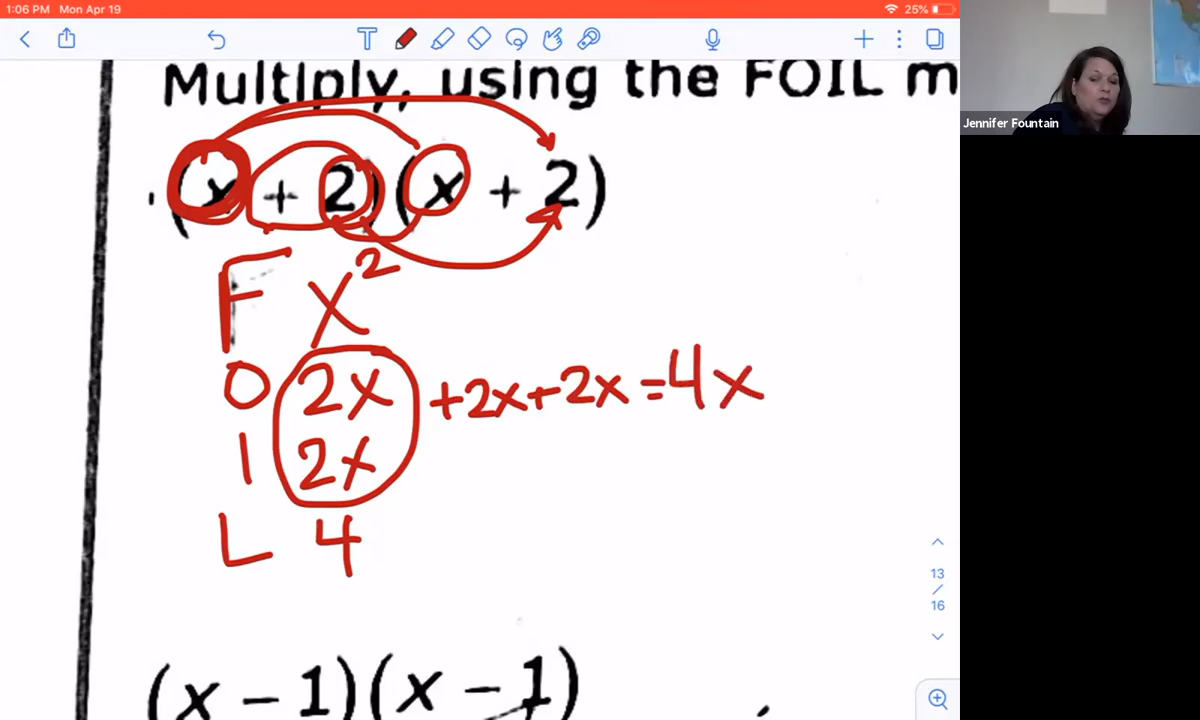 1:06 PM Mon Apr 19
25%
T
Multiply, using the FOIL m
Jennifer Fountain
(x + 2)(x + 2)
F x²
O 2x +2x+2x=4x
I 2x
L 4
13
/
16
(x − 1)(x − 1)